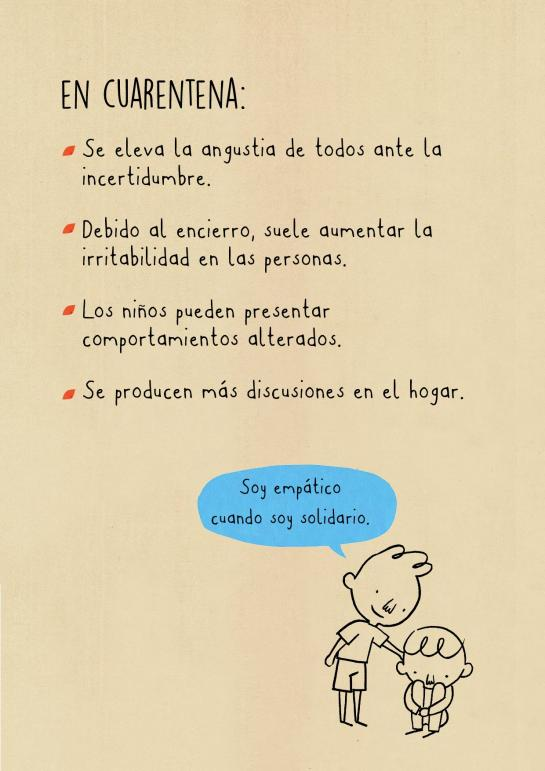 EN CUARENTENA:
Se eleva la angustia de todos ante la
incertidumbre.
Debido al encierro, suele aumentar la
irritabilidad en las personas.
Los niños pueden presentar
comportamientos alterados.
Se producen más discusiones en el hogar.
Soy empático
cuando soy solidario.